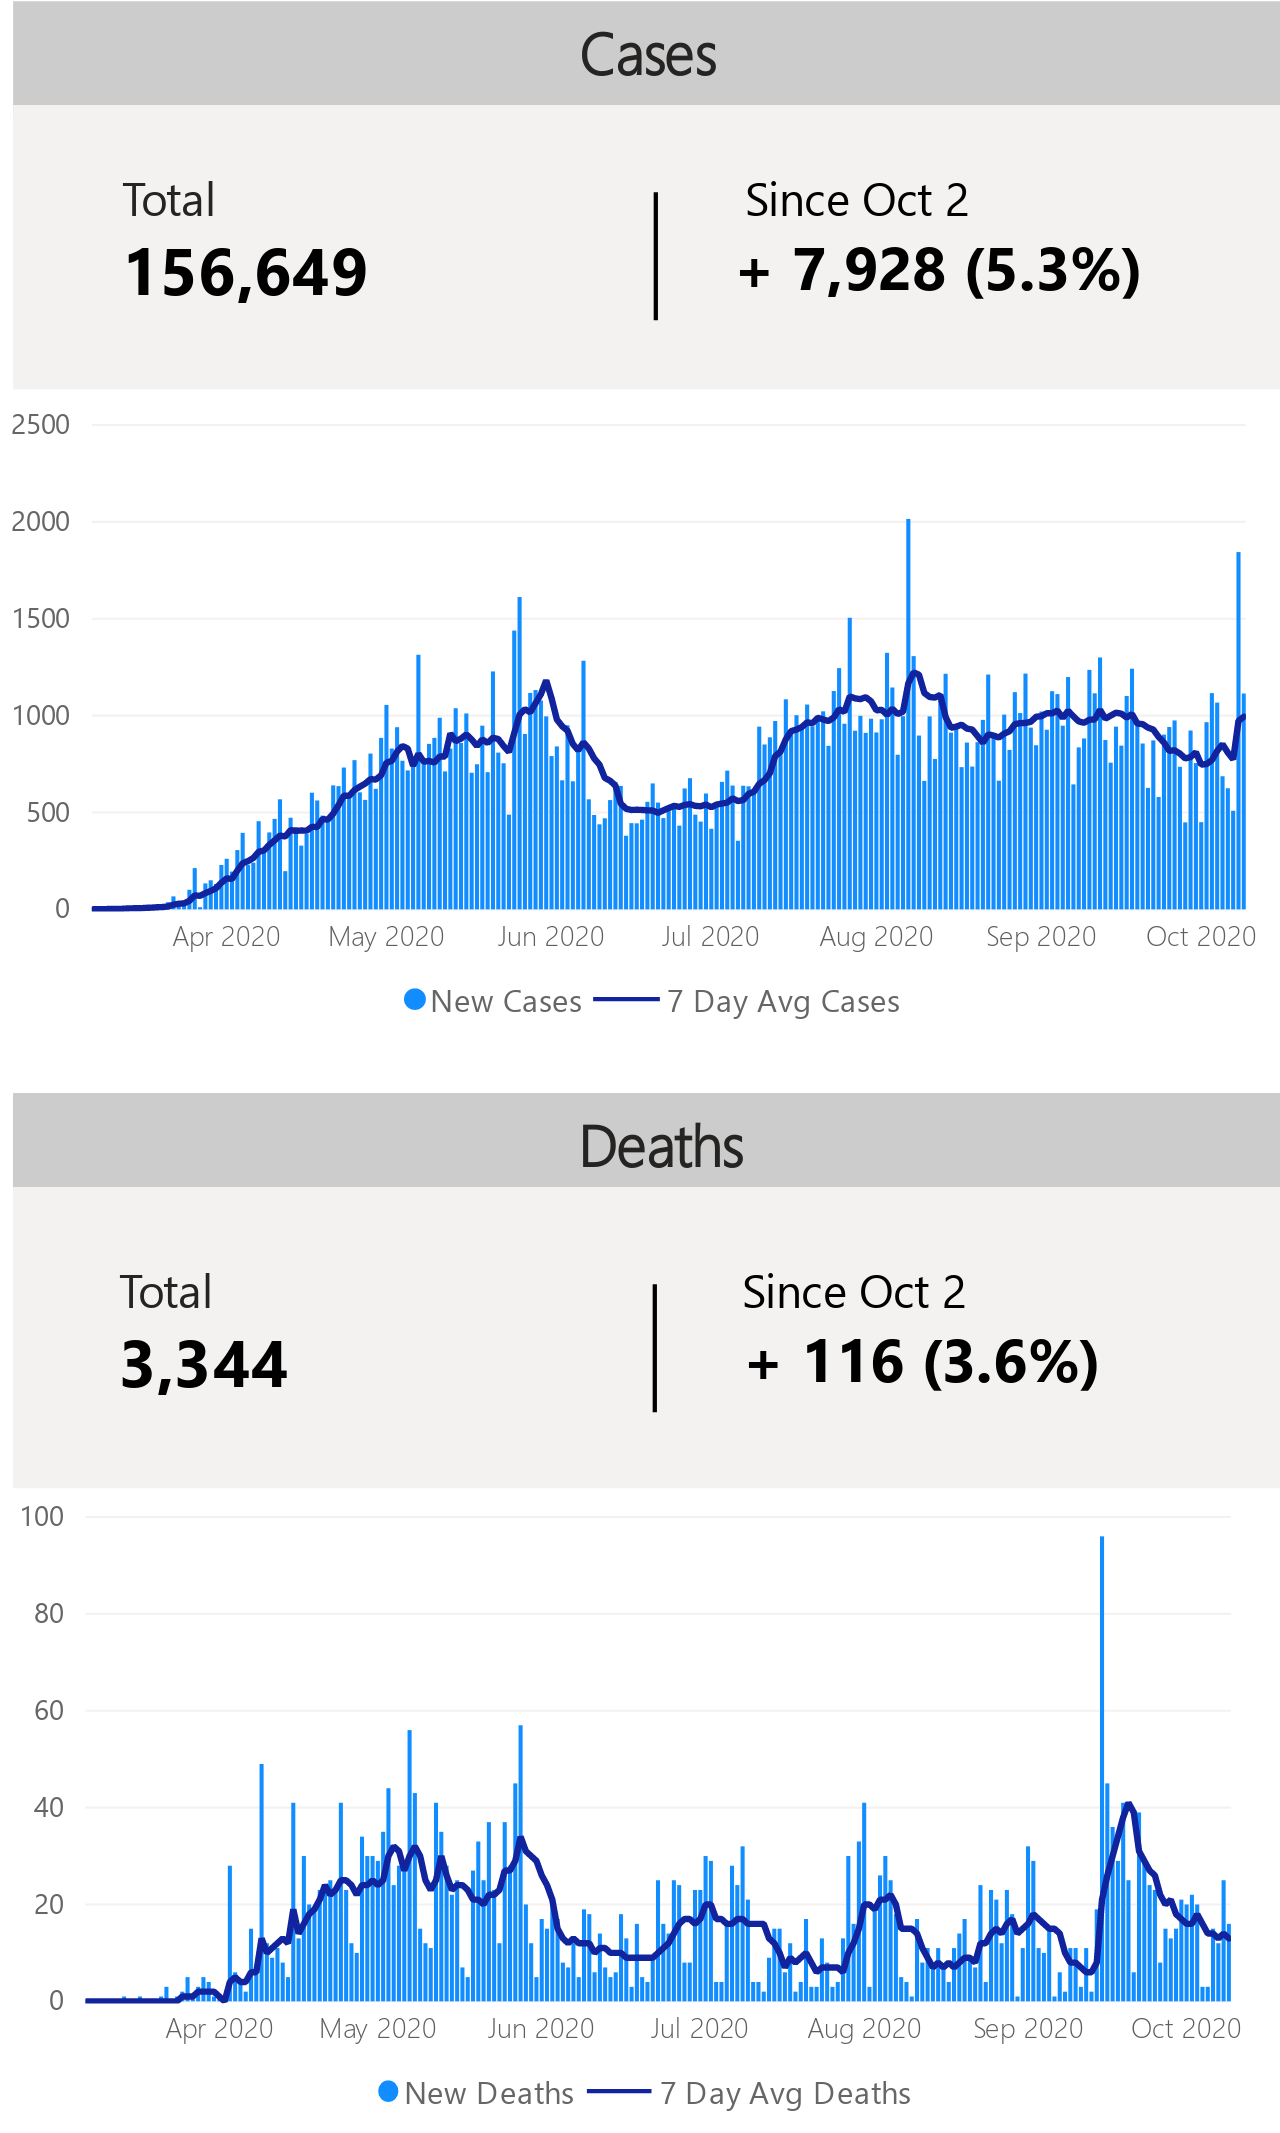 Cases
Total
Since Oct 2
156,649
+ 7,928 (5.3%)
2500
2000
1500
1000
500
0
Apr 2020
May 2020
Jun 2020
Jul 2020
Aug 2020
Sep 2020
Oct 2020
New Cases
7 Day Avg Cases
Deaths
Total
Since Oct 2
3,344
+ 116 (3.6%)
100
80
60
40
20
0
Apr 2020
May 2020
Jun 2020
Jul 2020
Aug 2020
Sep 2020
Oct 2020
New Deaths
7 Day Avg Deaths